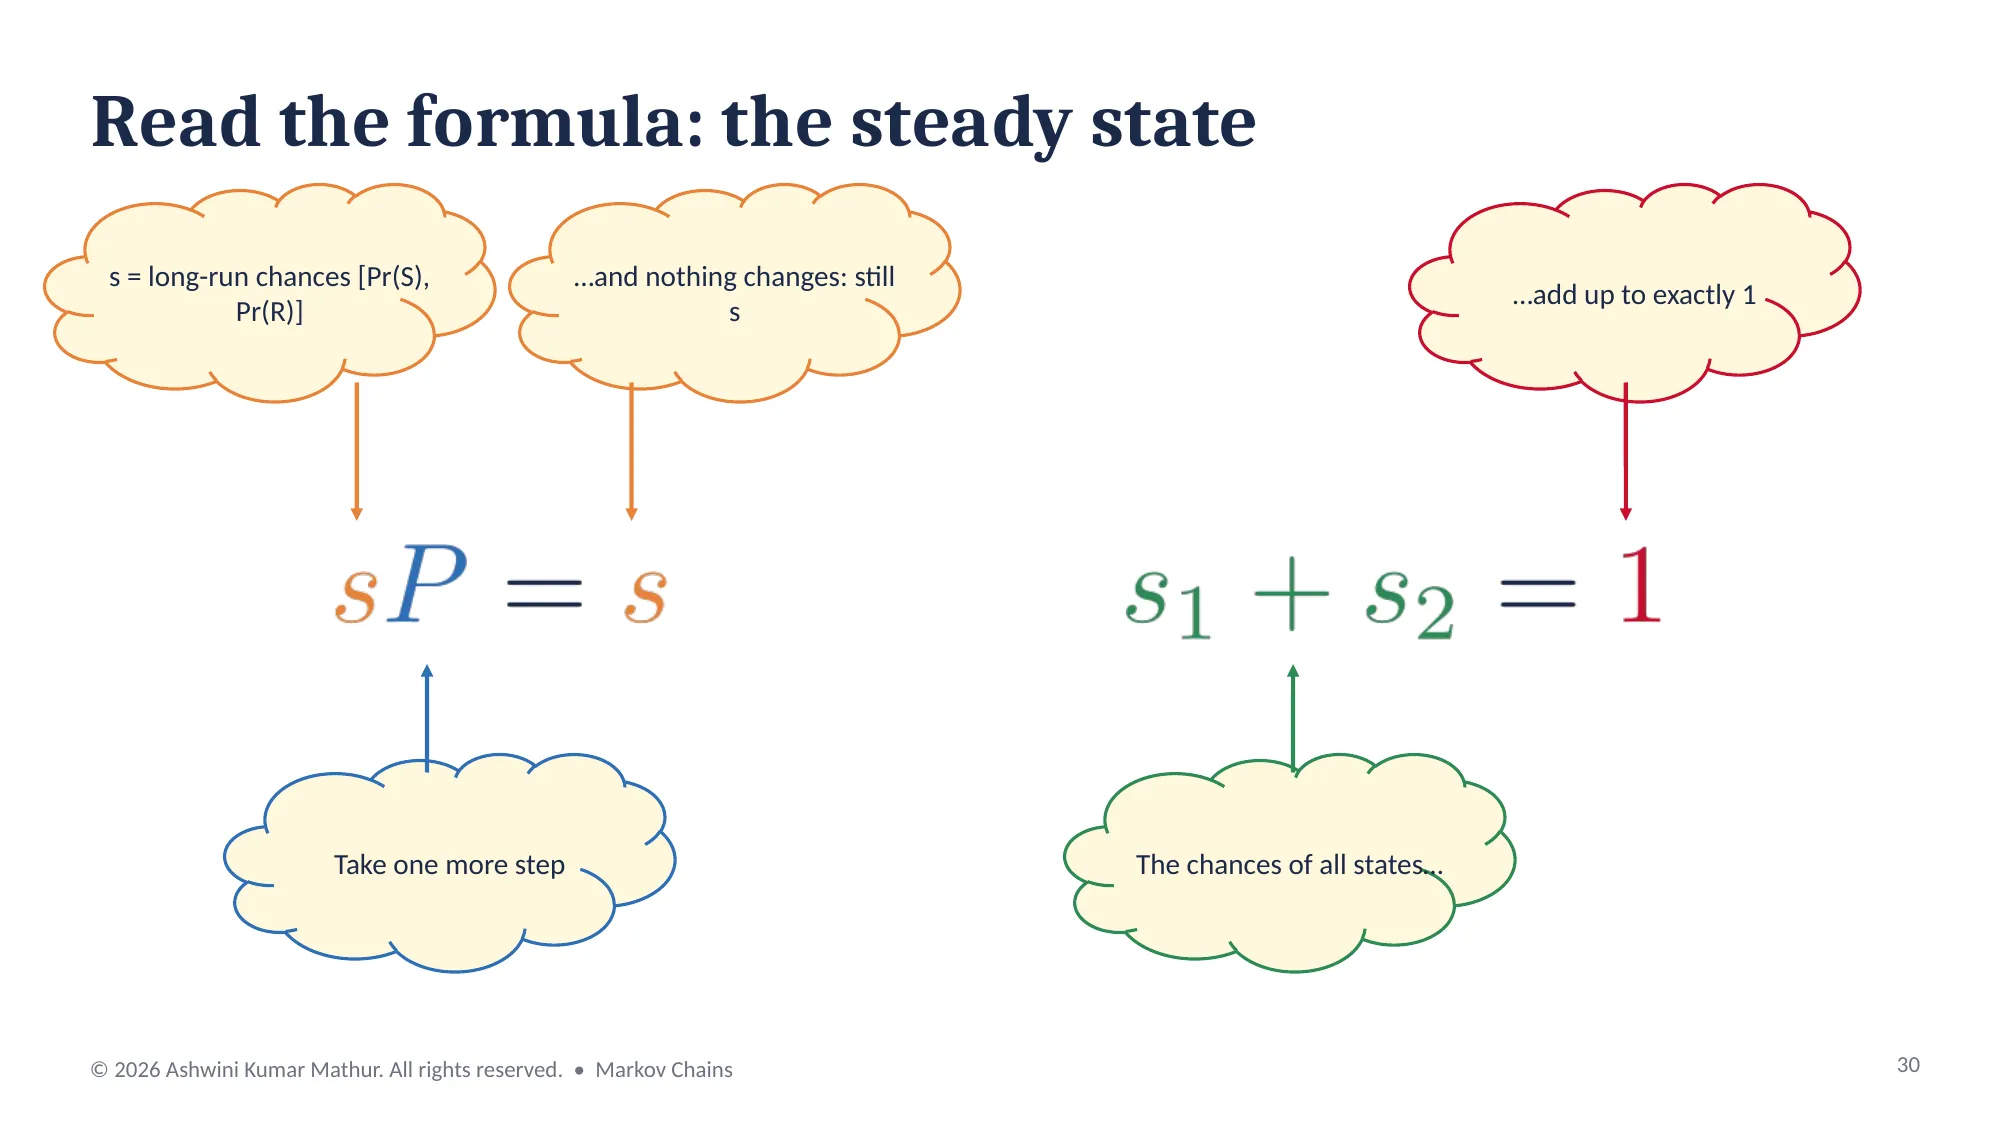 Read the formula: the steady state
s = long-run chances [Pr(S),
Pr(R)]
…and nothing changes: still
s
…add up to exactly 1
sP = s
s₁ + s₂ = 1
Take one more step
The chances of all states…
© 2026 Ashwini Kumar Mathur. All rights reserved. • Markov Chains
30